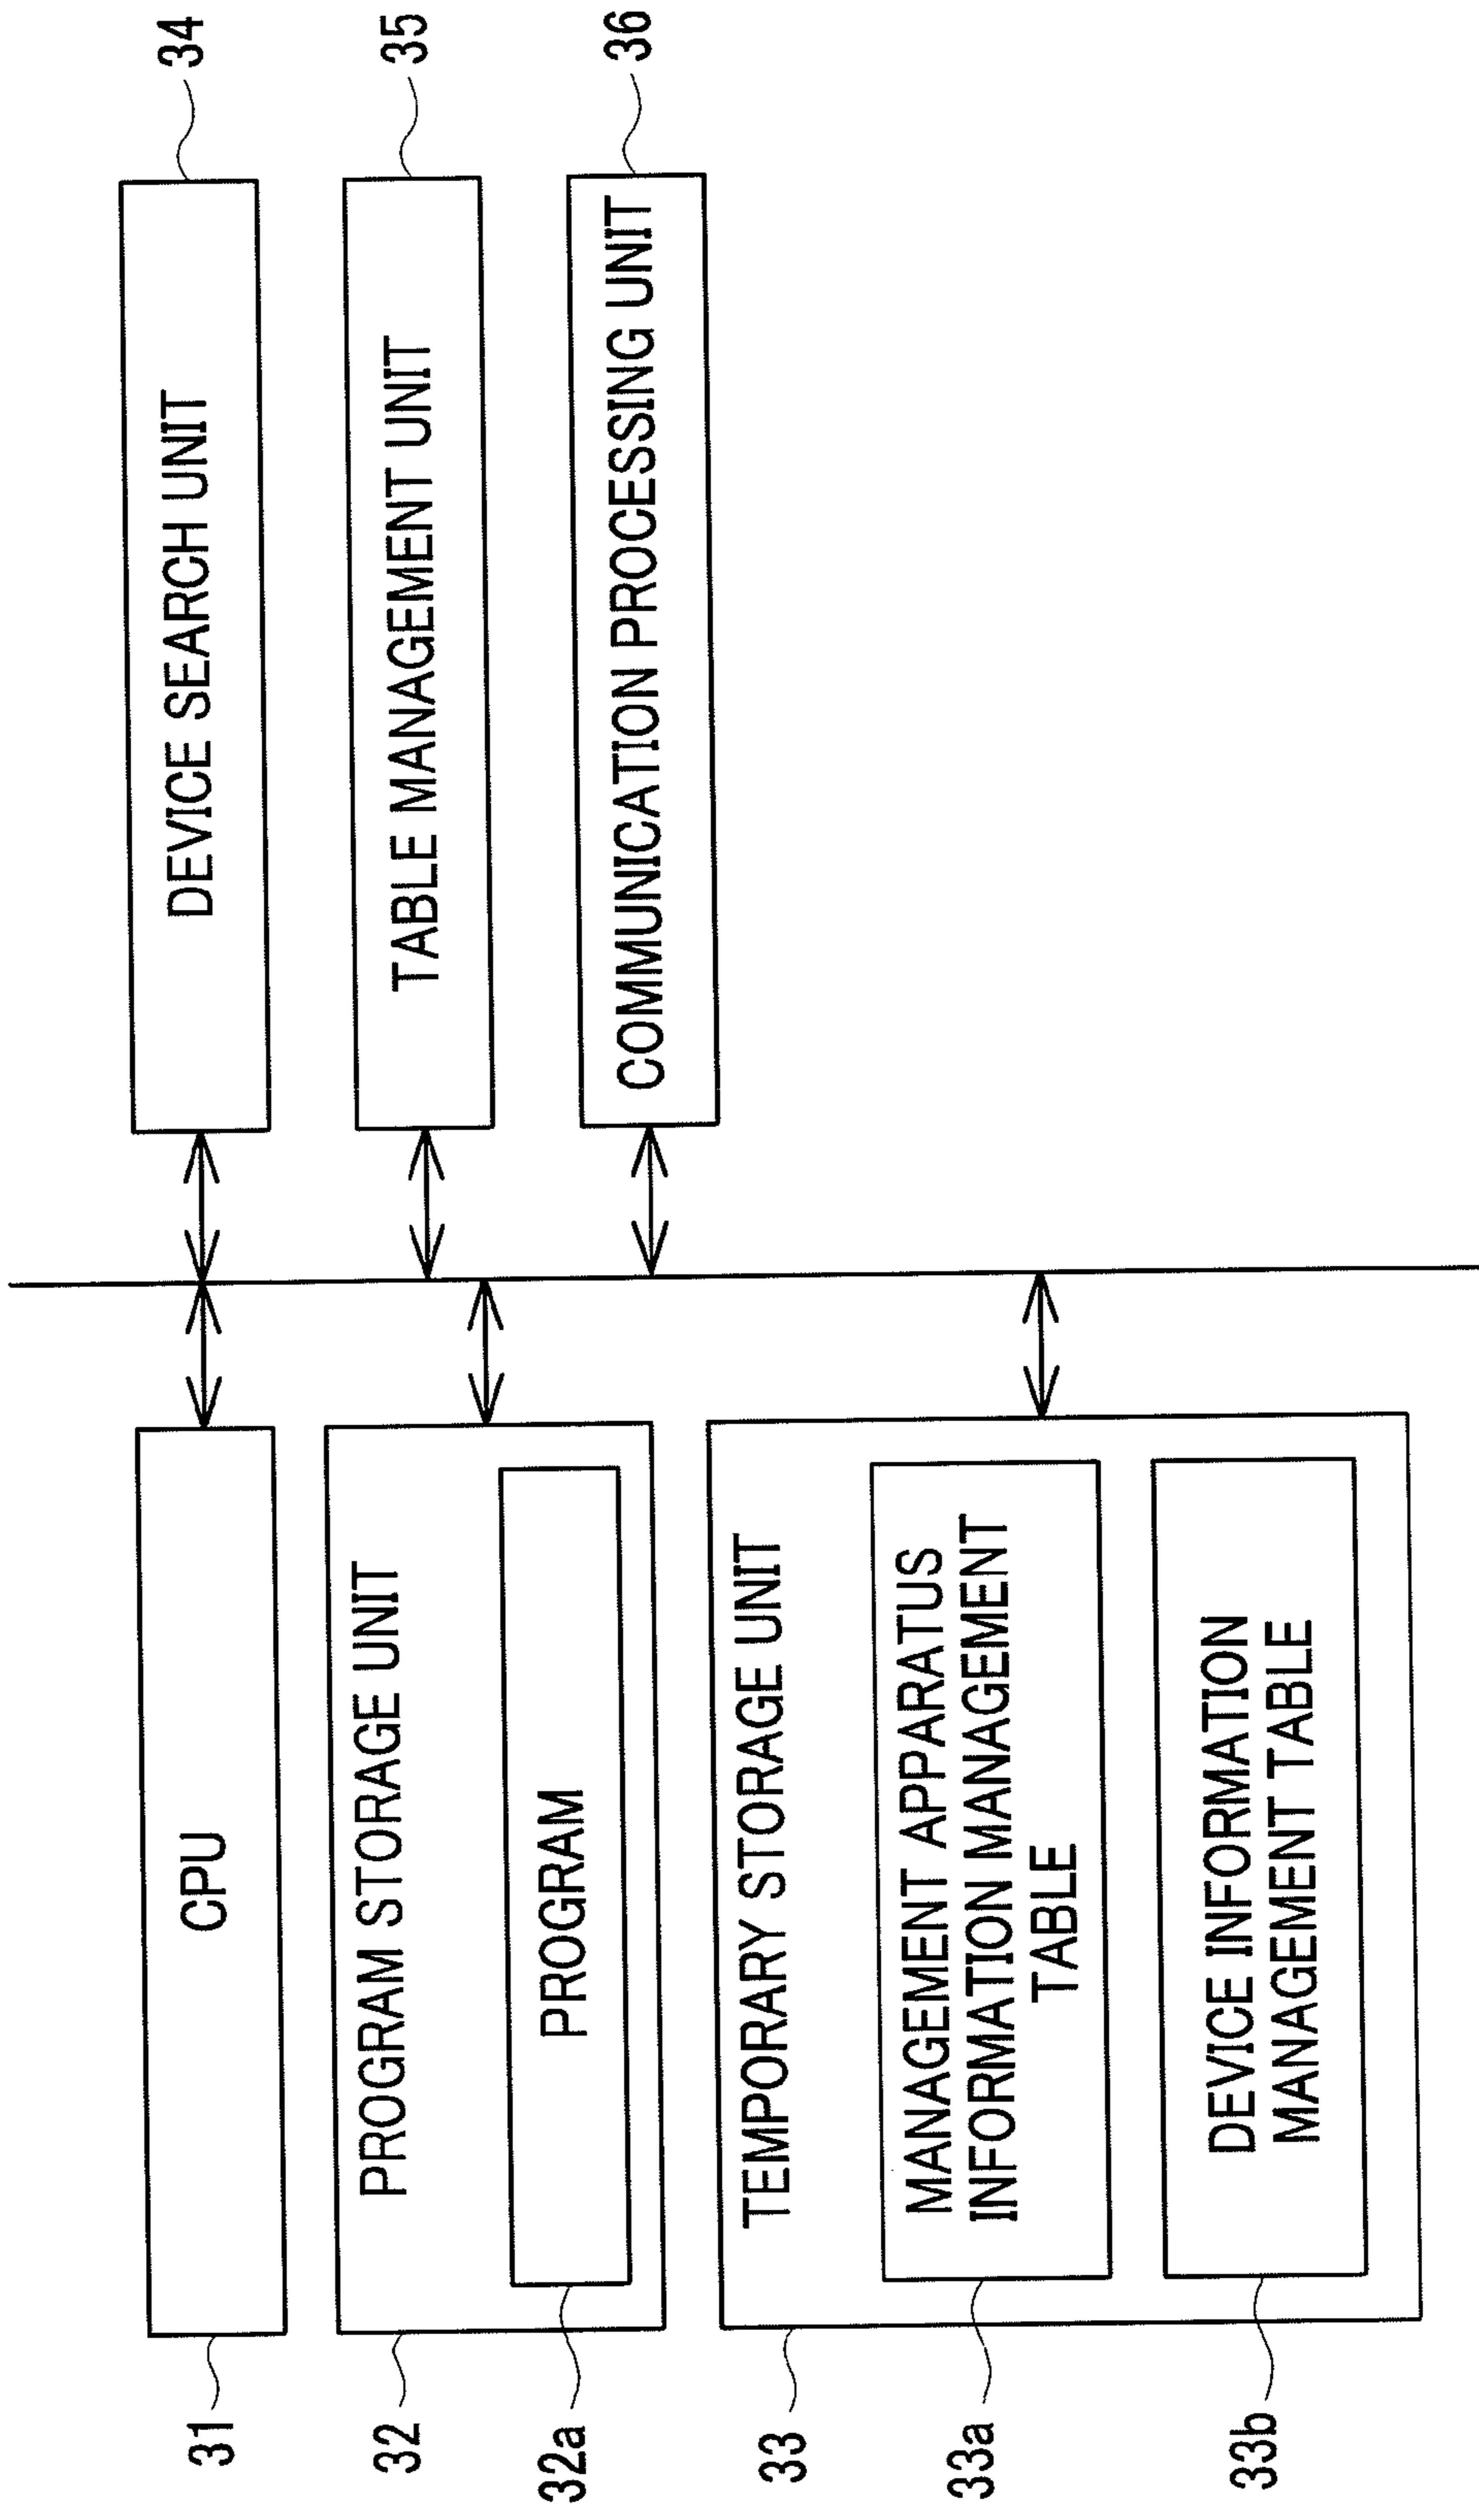 31
CPU
32
PROGRAM STORAGE UNIT
32a
PROGRAM
33
TEMPORARY STORAGE UNIT
33a
MANAGEMENT APPARATUS
INFORMATION MANAGEMENT
TABLE
33b
DEVICE INFORMATION
MANAGEMENT TABLE
DEVICE SEARCH UNIT
34
TABLE MANAGEMENT UNIT
35
COMMUNICATION PROCESSING UNIT
36